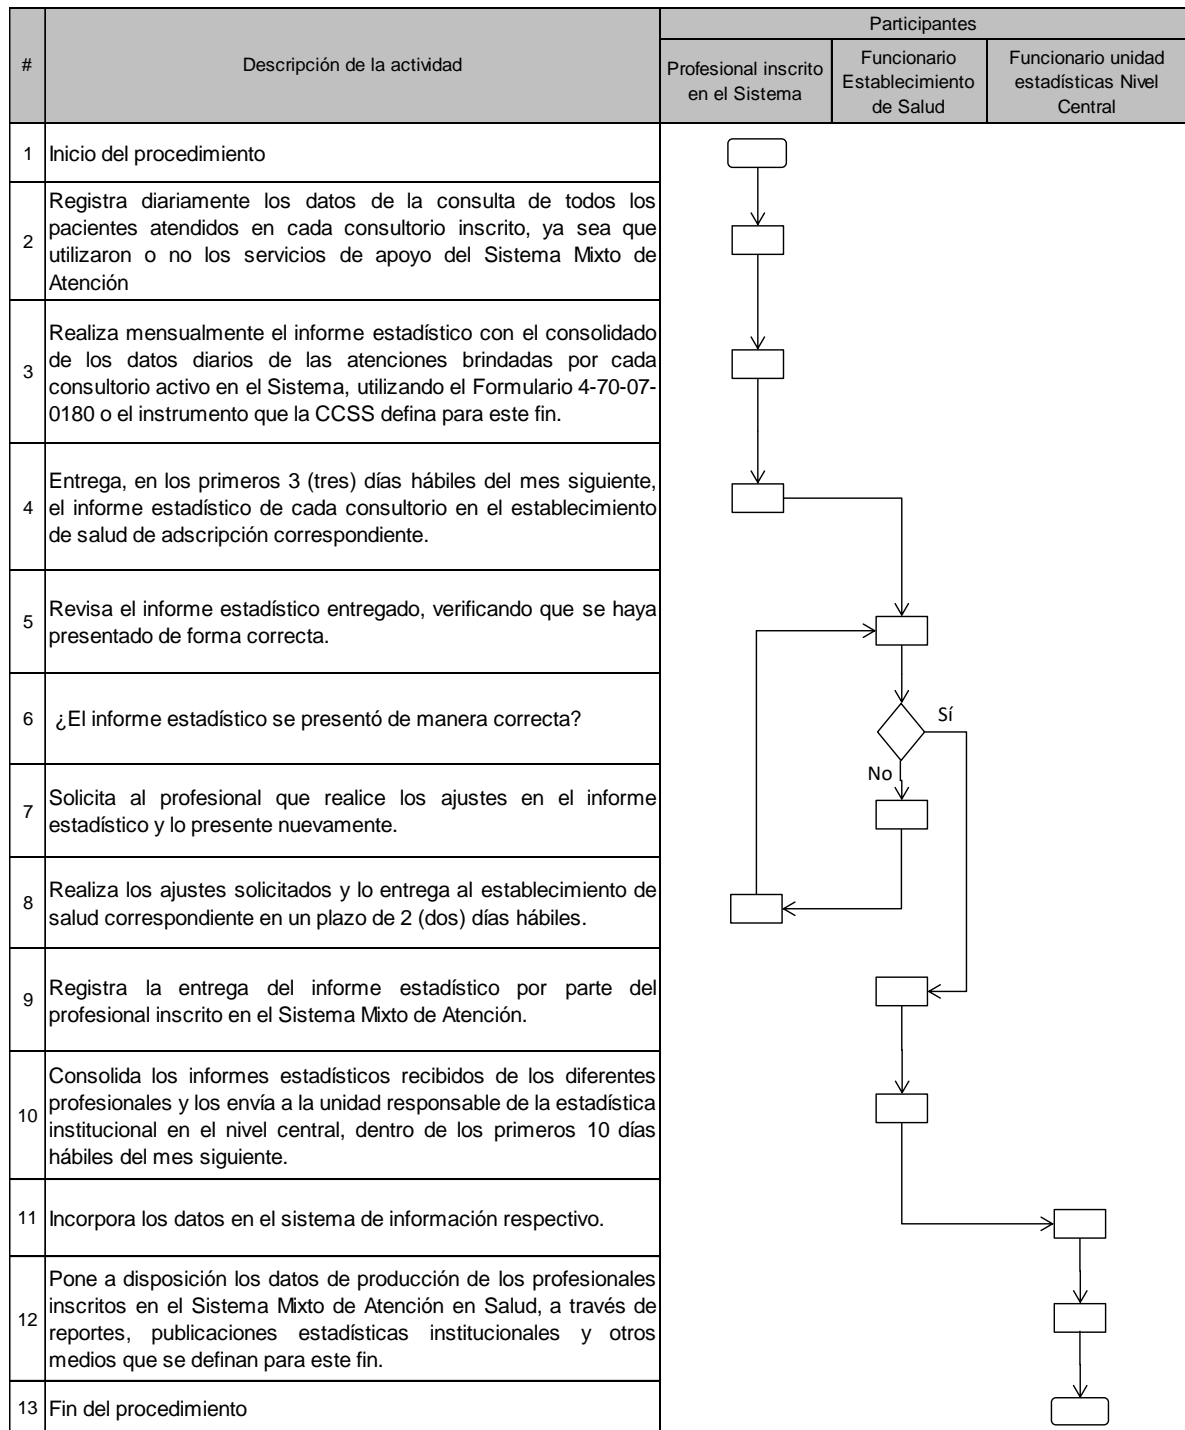 Participantes
#
Descripción de la actividad
Profesional inscrito
en el Sistema
Funcionario
Establecimiento
de Salud
Funcionario unidad
estadísticas Nivel
Central
1
Inicio del procedimiento
2
Registra diariamente los datos de la consulta de todos los
pacientes atendidos en cada consultorio inscrito, ya sea que
utilizaron o no los servicios de apoyo del Sistema Mixto de
Atención
3
Realiza mensualmente el informe estadístico con el consolidado
de los datos diarios de las atenciones brindadas por cada
consultorio activo en el Sistema, utilizando el Formulario 4-70-07-
0180 o el instrumento que la CCSS defina para este fin.
4
Entrega, en los primeros 3 (tres) días hábiles del mes siguiente,
el informe estadístico de cada consultorio en el establecimiento
de salud de adscripción correspondiente.
5
Revisa el informe estadístico entregado, verificando que se haya
presentado de forma correcta.
6
¿El informe estadístico se presentó de manera correcta?
Sí
No
7
Solicita al profesional que realice los ajustes en el informe
estadístico y lo presente nuevamente.
8
Realiza los ajustes solicitados y lo entrega al establecimiento de
salud correspondiente en un plazo de 2 (dos) días hábiles.
9
Registra la entrega del informe estadístico por parte del
profesional inscrito en el Sistema Mixto de Atención.
10
Consolida los informes estadísticos recibidos de los diferentes
profesionales y los envía a la unidad responsable de la estadística
institucional en el nivel central, dentro de los primeros 10 días
hábiles del mes siguiente.
11
Incorpora los datos en el sistema de información respectivo.
12
Pone a disposición los datos de producción de los profesionales
inscritos en el Sistema Mixto de Atención en Salud, a través de
reportes, publicaciones estadísticas institucionales y otros
medios que se definan para este fin.
13
Fin del procedimiento